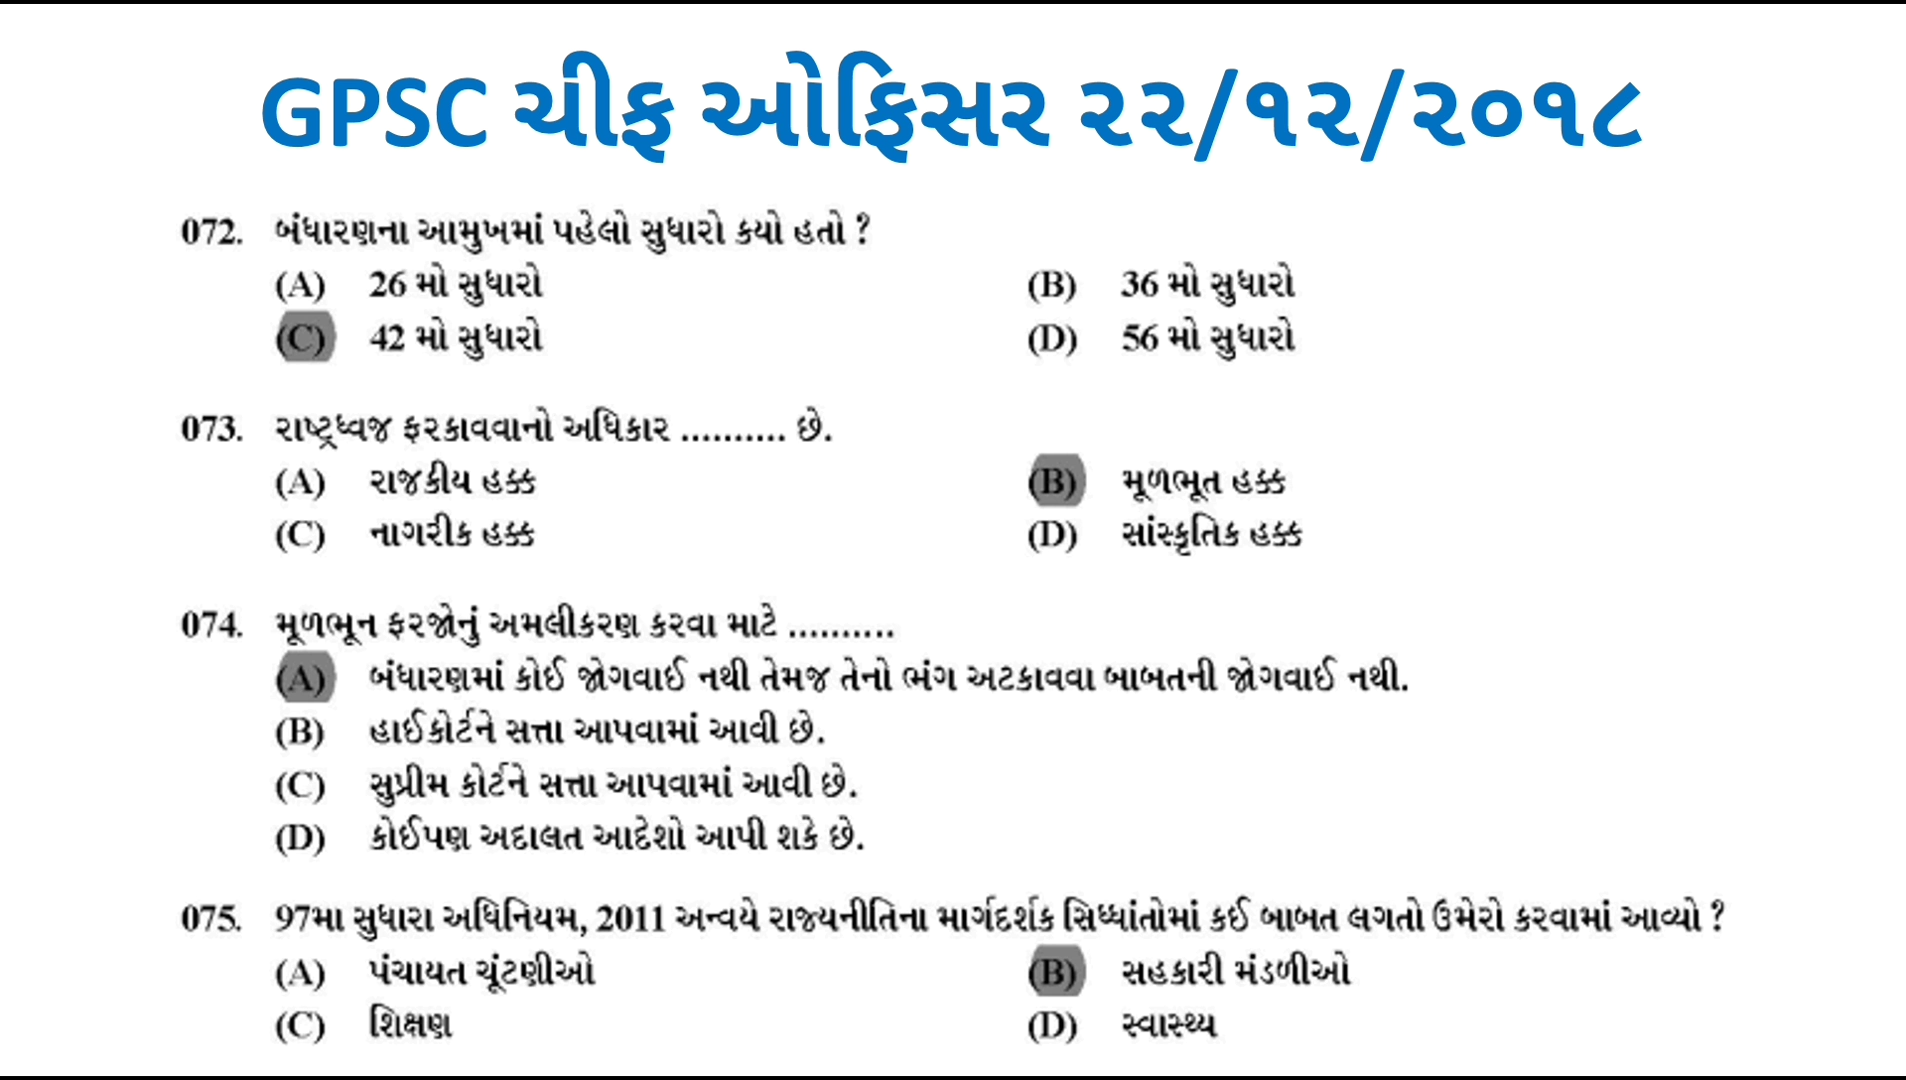 GPSC ચીફ ઓફિસર ૨૨/૧૨/૨૦૧૮
072. બંધારણના આમુખમાં પહેલો સુધારો કયો હતો ?
(A) 26 મો સુધારો (B) 36 મો સુધારો
(C) 42 મો સુધારો (D) 56 મો સુધારો
073. રાષ્ટ્રધ્વજ ફરકાવવાનો અધિકાર .......... છે.
(A) રાજકીય હક્ક (B) મૂળભૂત હક્ક
(C) નાગરીક હક્ક (D) સાંસ્કૃતિક હક્ક
074. મૂળભૂન ફરજોનું અમલીકરણ કરવા માટે ..........
(A) બંધારણમાં કોઈ જોગવાઈ નથી તેમજ તેનો ભંગ અટકાવવા બાબતની જોગવાઈ નથી.
(B) હાઈકોર્ટને સત્તા આપવામાં આવી છે.
(C) સુપ્રીમ કોર્ટને સત્તા આપવામાં આવી છે.
(D) કોઈપણ અદાલત આદેશો આપી શકે છે.
075. 97મા સુધારા અધિનિયમ, 2011 અન્વયે રાજ્યનીતિના માર્ગદર્શક સિધ્ધાંતોમાં કઈ બાબત લગતો ઉમેરો કરવામાં આવ્યો ?
(A) પંચાયત ચૂંટણીઓ (B) સહકારી મંડળીઓ
(C) શિક્ષણ (D) સ્વાસ્થ્ય